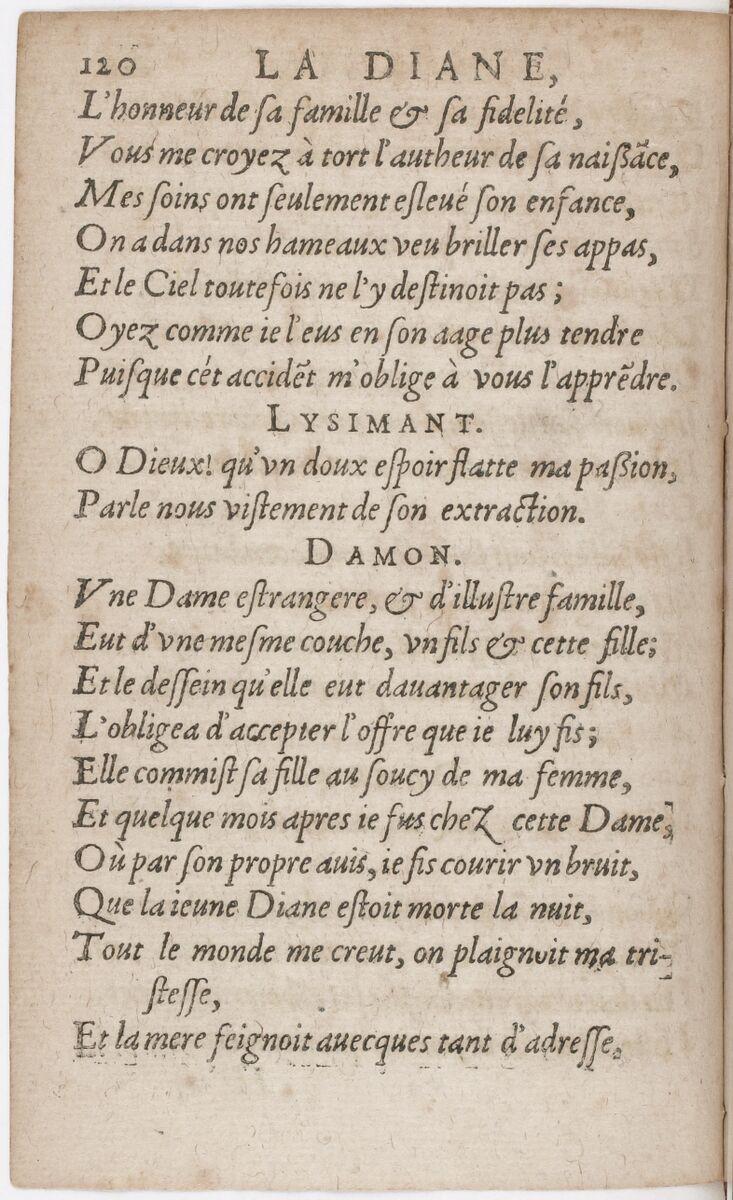 120 LA DIANE,
L'honneur de ſa famille & ſa fidelité,
Vous me croyez à tort l'autheur de sa naißãce,
Mes ſoins ont ſeulement esleué ſon enfance,
On a dans nos hameaux veu briller ſes appas,
Et le Ciel toutefois ne l'y deſtinoit pas;
Oyez comme ie l'eus en ſon aage plus tendre
Puiſque cét accidẽt m'oblige à vous l'apprẽdre.
LYSIMANT.
O Dieux! qu'vn doux eſpoir flatte ma paßion,
Parle nous viſtement de ſon extraction.
DAMON.
Vne Dame eſtrangere, & d'illuſtre famille,
Eut d'vne meſme couche, vn fils & cette fille;
Et le deſſein qu'elle eut dauantager ſon fils,
L'obligea d'accepter l'offre que ie luy fis;
Elle commiſt sa fille au ſoucy de ma femme,
Et quelque mois apres ie fus chez cette Dame,
Où par ſon propre auis, ie fis courir vn bruit,
Que la ieune Diane eſtoit morte la nuit,
Tout le monde me creut, on plaignoit ma tri-
ſteſſe,
Et la mere feignoit auecques tant d'adreſſe,